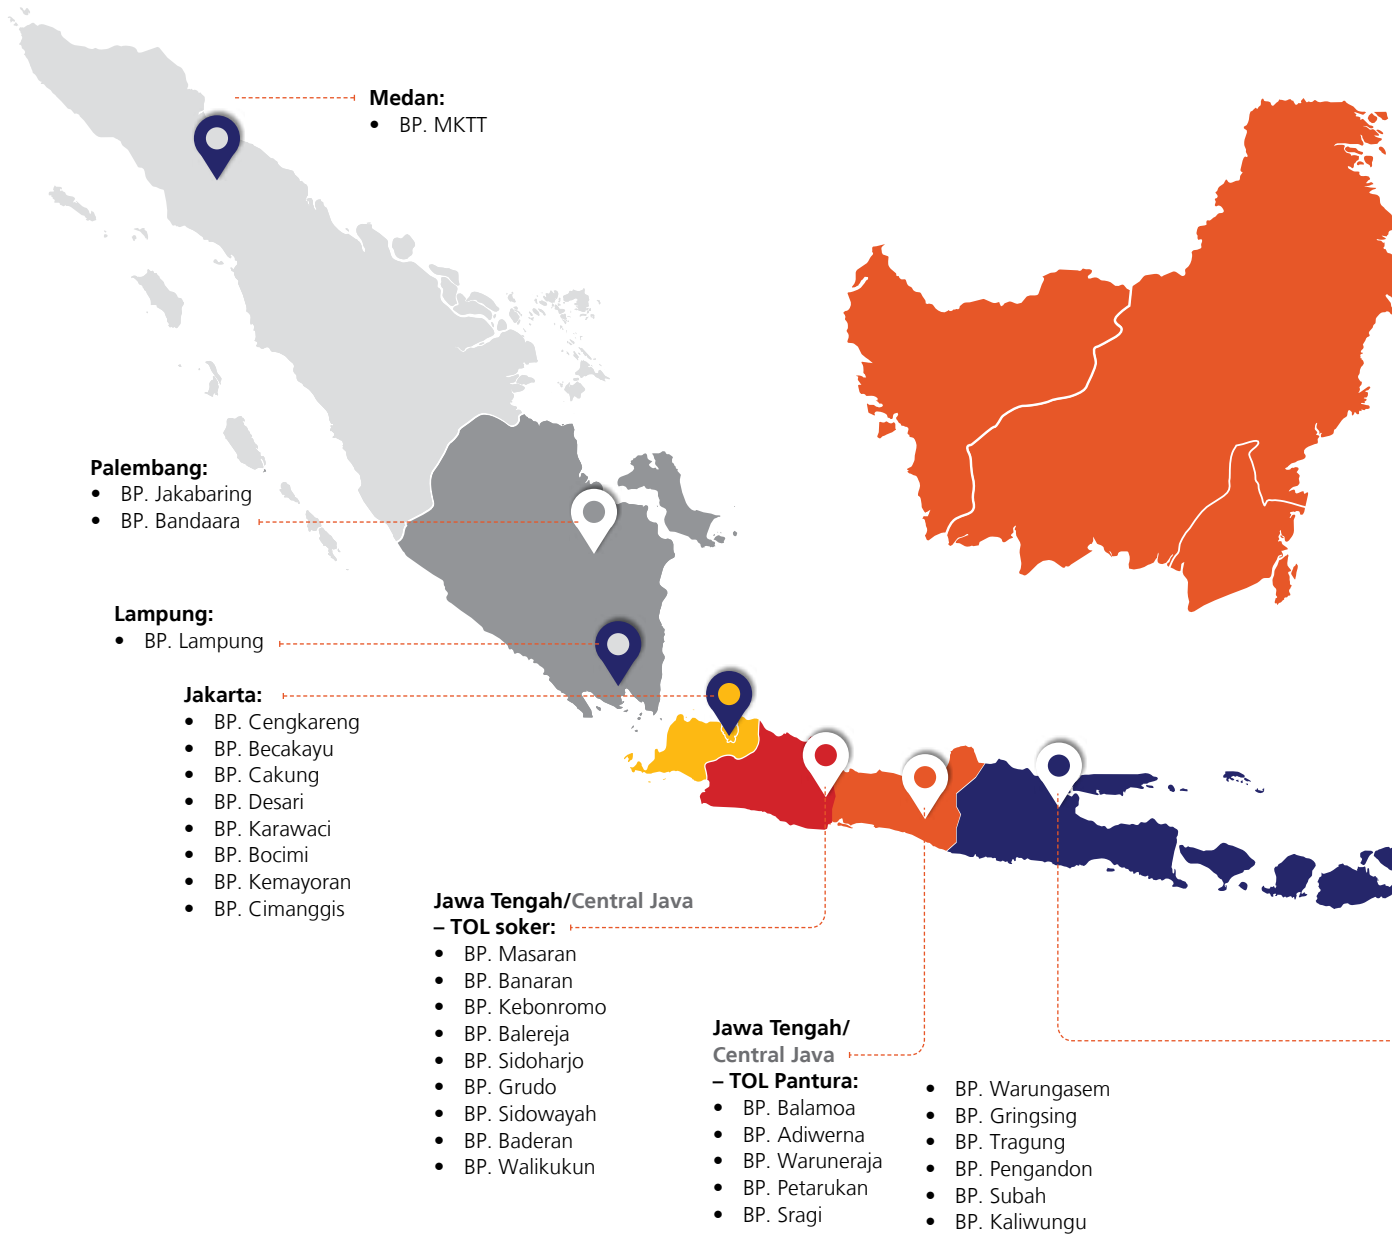 Medan:
• BP. MKTT
Palembang:
• BP. Jakabaring
• BP. Bandaara
Lampung:
• BP. Lampung
Jakarta:
• BP. Cengkareng
• BP. Becakayu
• BP. Cakung
• BP. Desari
• BP. Karawaci
• BP. Bocimi
• BP. Kemayoran
• BP. Cimanggis
Jawa Tengah/Central Java
– TOL soker:
• BP. Masaran
• BP. Banaran
• BP. Kebonromo
• BP. Balereja
• BP. Sidoharjo
• BP. Grudo
• BP. Sidowayah
• BP. Baderan
• BP. Walikukun
Jawa Tengah/
Central Java
– TOL Pantura:
• BP. Balamoa
• BP. Adiwerna
• BP. Waruneraja
• BP. Petarukan
• BP. Sragi
• BP. Warungasem
• BP. Gringsing
• BP. Tragung
• BP. Pengandon
• BP. Subah
• BP. Kaliwungu